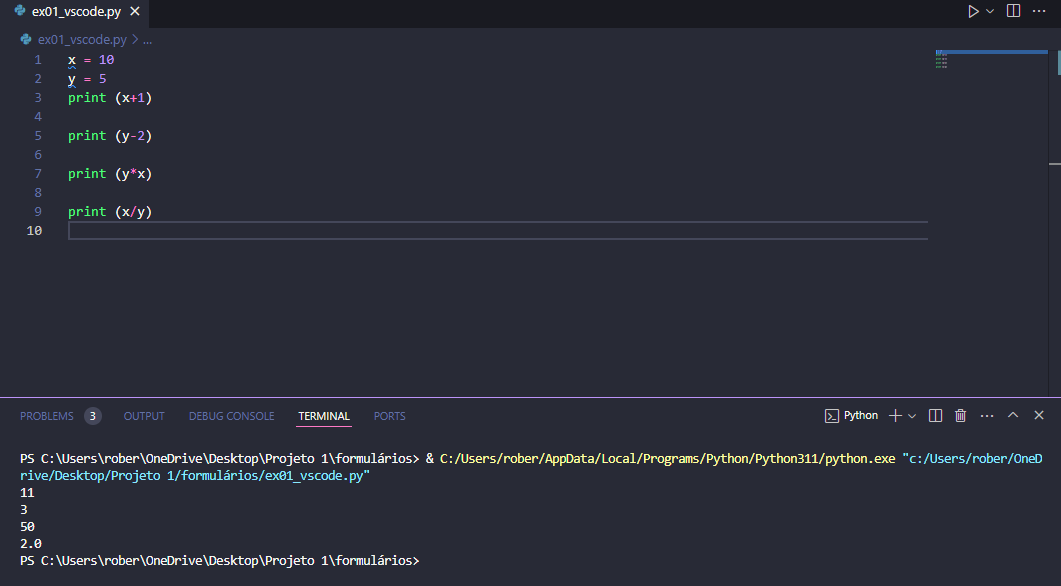 ex01_vscode.py
ex01_vscode.py > ...
1 x = 10
2 y = 5
3 print (x+1)
4
5 print (y-2)
6
7 print (y*x)
8
9 print (x/y)
10
PROBLEMS 3 OUTPUT DEBUG CONSOLE TERMINAL PORTS Python
PS C:\Users\rober\OneDrive\Desktop\Projeto 1\formulários> & C:/Users/rober/AppData/Local/Programs/Python/Python311/python.exe "c:/Users/rober/OneD
rive/Desktop/Projeto 1/formulários/ex01_vscode.py"
11
3
50
2.0
PS C:\Users\rober\OneDrive\Desktop\Projeto 1\formulários>